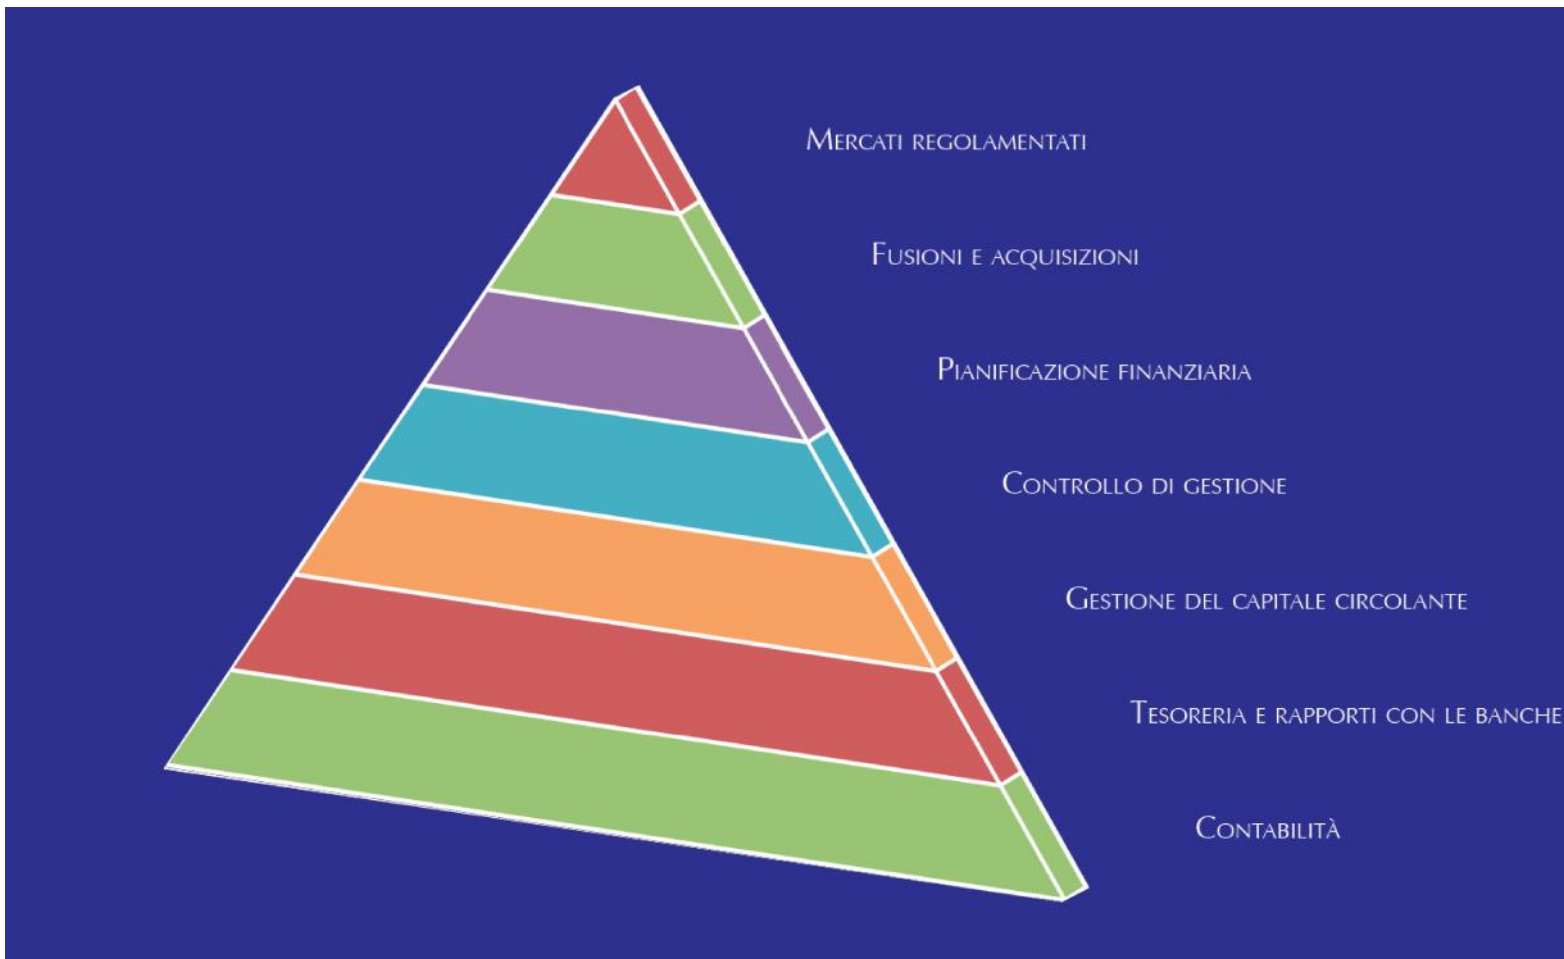 Mercati regolamentati
Fusioni e acquisizioni
Pianificazione finanziaria
Controllo di gestione
Gestione del capitale circolante
Tesoreria e rapporti con le banche
Contabilità